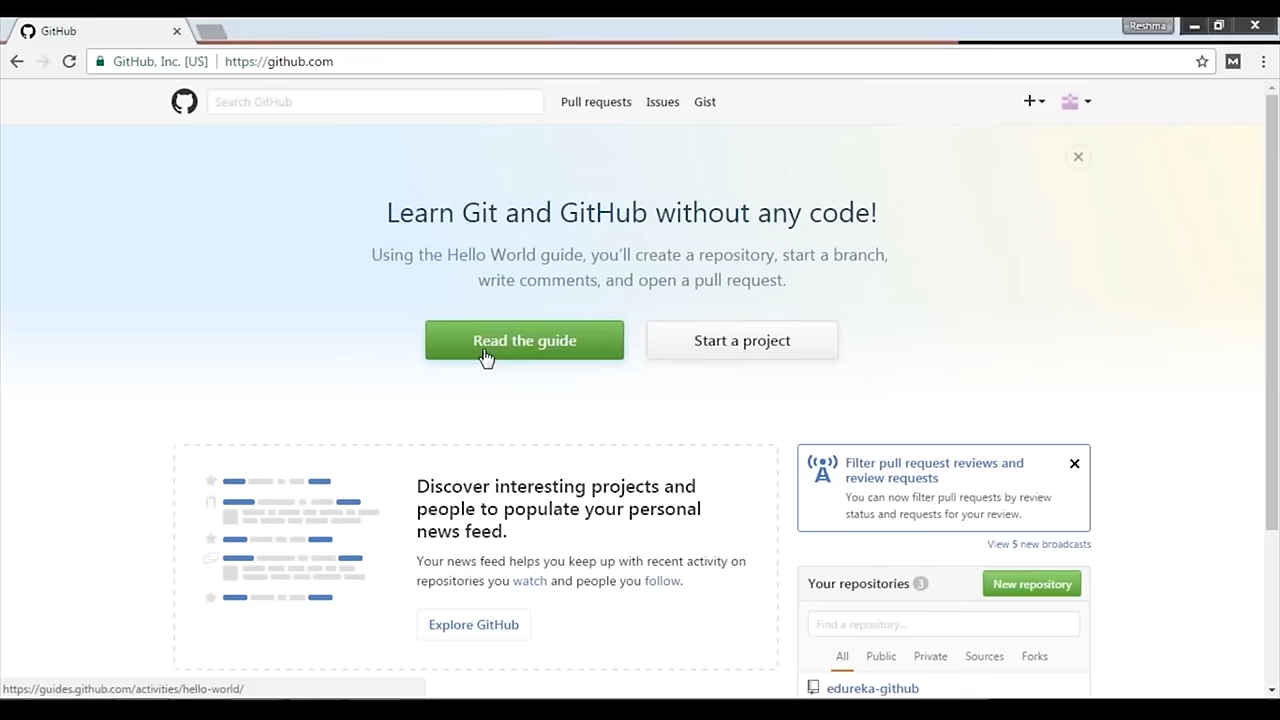 GitHub
Reshma
GitHub, Inc. [US] https://github.com
Search GitHub
Pull requests Issues Gist
Learn Git and GitHub without any code!
Using the Hello World guide, you'll create a repository, start a branch,
write comments, and open a pull request.
Read the guide
Start a project
Discover interesting projects and
people to populate your personal
news feed.
Your news feed helps you keep up with recent activity on
repositories you watch and people you follow.
Explore GitHub
Filter pull request reviews and
review requests
You can now filter pull requests by review
status and requests for your review.
View 5 new broadcasts
Your repositories 3
New repository
Find a repository...
All Public Private Sources Forks
edureka-github
https://guides.github.com/activities/hello-world/